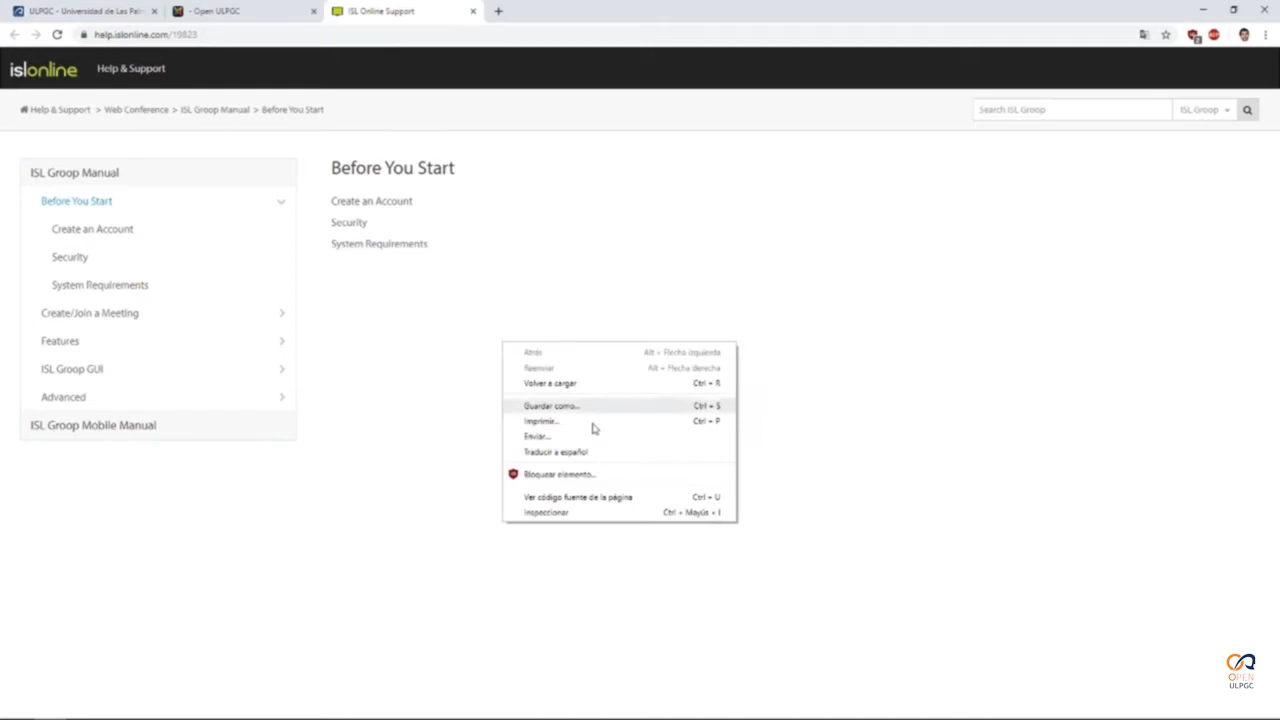 ULPGC - Universidad de Las Palm
- Open ULPGC
ISL Online Support
help.islonline.com/19823
islonline
Help & Support
Help & Support > Web Conference > ISL Groop Manual > Before You Start
Search ISL Groop
ISL Groop
ISL Groop Manual
Before You Start
Create an Account
Security
System Requirements
Create/Join a Meeting
Features
ISL Groop GUI
Advanced
ISL Groop Mobile Manual
Before You Start
Create an Account
Security
System Requirements
Atrás Alt + Flecha izquierda
Reenviar Alt + Flecha derecha
Volver a cargar Ctrl + R
Guardar como... Ctrl + S
Imprimir... Ctrl + P
Enviar...
Traducir a español
Bloquear elemento...
Ver código fuente de la página Ctrl + U
Inspeccionar Ctrl + Mayús + I
OPEN
ULPGC